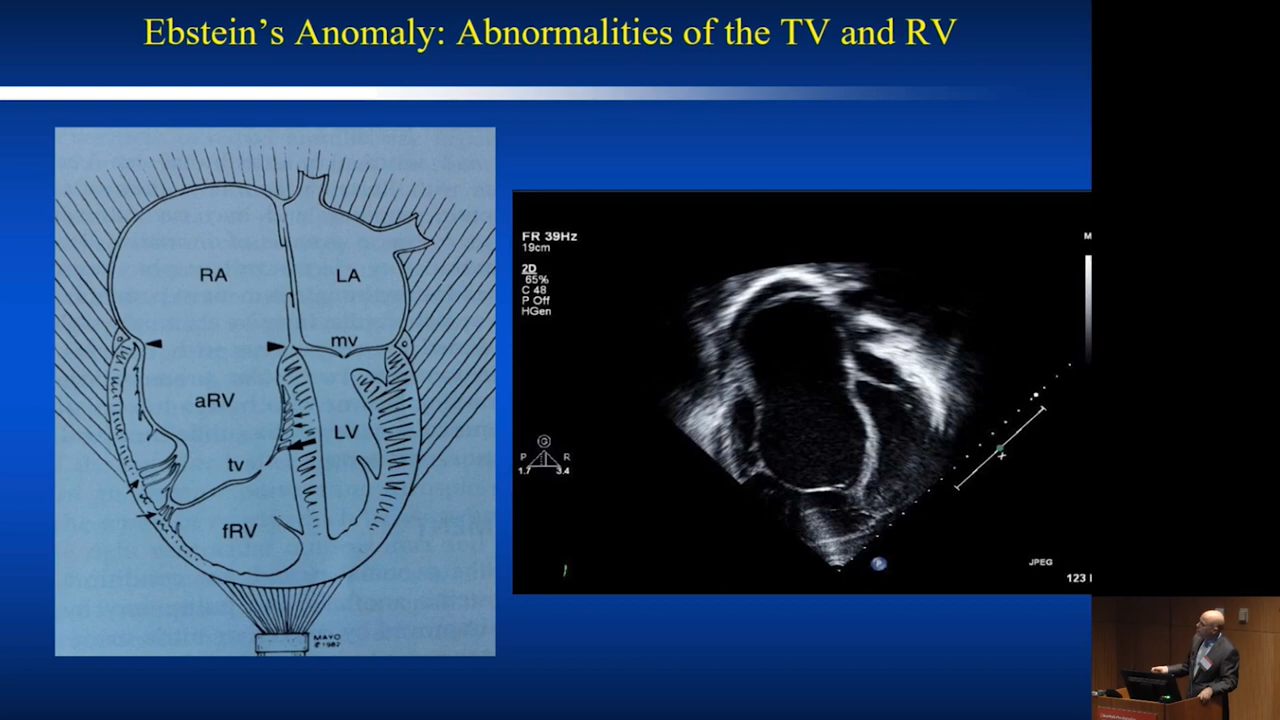 Ebstein's Anomaly: Abnormalities of the TV and RV
RA
LA
mv
aRV
LV
tv
fRV
MAYO
©1982
FR 39Hz
19cm
2D
65%
C 48
P Off
HGen
P
R
1.7
3.4
M
P
JPEG
123